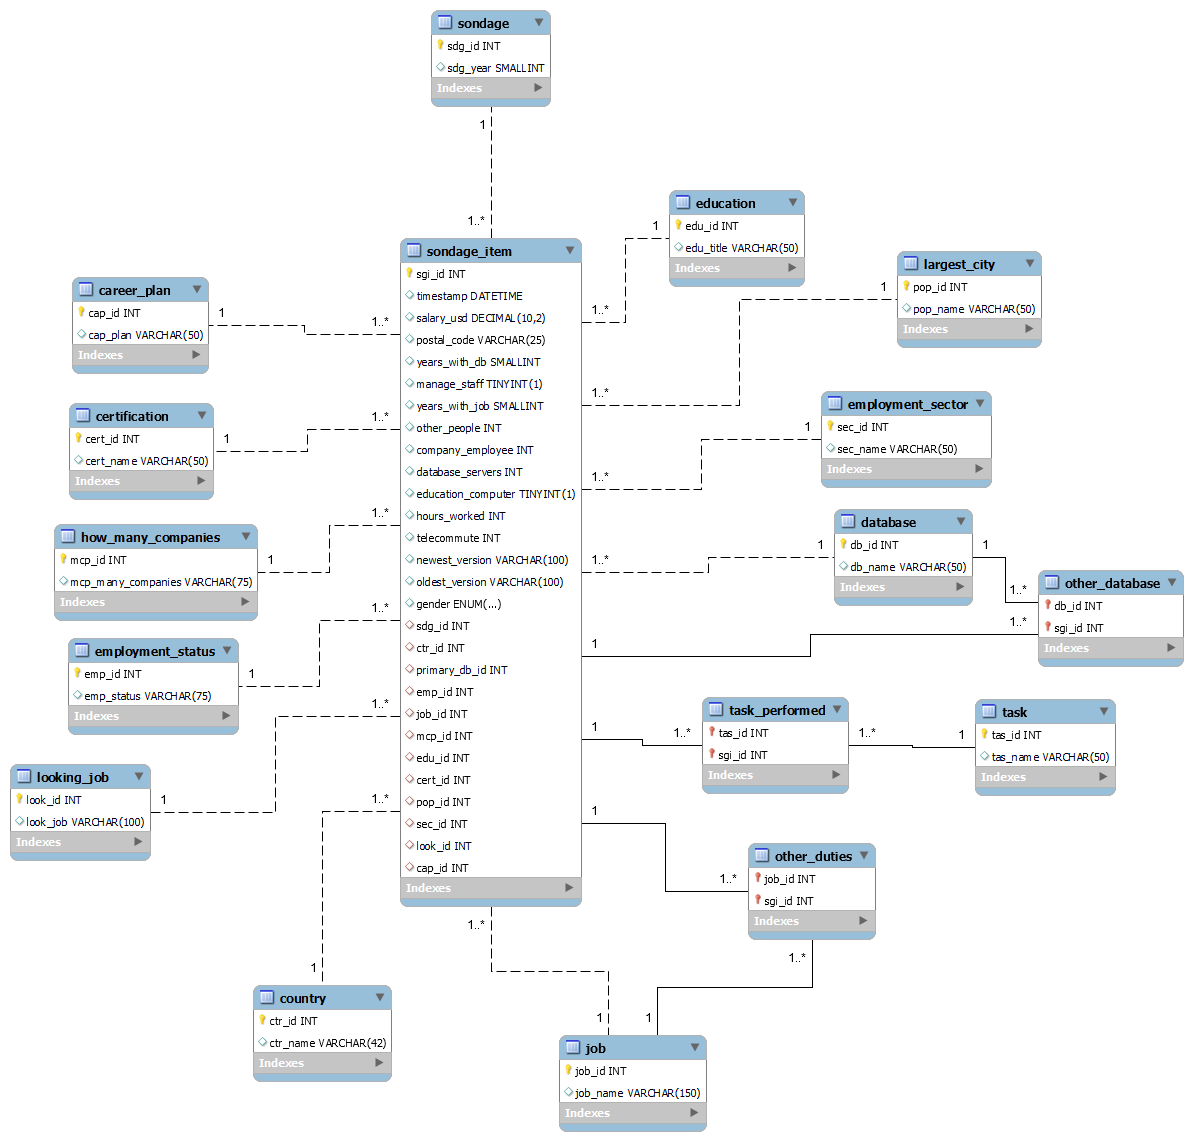 sondage
sdg_id INT
sdg_year SMALLINT
Indexes
1
1..*
education
edu_id INT
edu_title VARCHAR(50)
Indexes
1
1..*
largest_city
pop_id INT
pop_name VARCHAR(50)
Indexes
1
1..*
sondage_item
sgi_id INT
timestamp DATETIME
salary_usd DECIMAL(10,2)
postal_code VARCHAR(25)
years_with_db SMALLINT
manage_staff TINYINT(1)
years_with_job SMALLINT
other_people INT
company_employee INT
database_servers INT
education_computer TINYINT(1)
hours_worked INT
telecommute INT
newest_version VARCHAR(100)
oldest_version VARCHAR(100)
gender ENUM(...)
sdg_id INT
ctr_id INT
primary_db_id INT
emp_id INT
job_id INT
mcp_id INT
edu_id INT
cert_id INT
pop_id INT
sec_id INT
look_id INT
cap_id INT
Indexes
career_plan
cap_id INT
cap_plan VARCHAR(50)
Indexes
1
1..*
certification
cert_id INT
cert_name VARCHAR(50)
Indexes
1
1..*
how_many_companies
mcp_id INT
mcp_many_companies VARCHAR(75)
Indexes
1
1..*
employment_status
emp_id INT
emp_status VARCHAR(75)
Indexes
1
1..*
looking_job
look_id INT
look_job VARCHAR(100)
Indexes
1
1..*
country
ctr_id INT
ctr_name VARCHAR(42)
Indexes
1
1..*
employment_sector
sec_id INT
sec_name VARCHAR(50)
Indexes
1
1..*
database
db_id INT
db_name VARCHAR(50)
Indexes
1
1..*
1
1..*
other_database
db_id INT
sgi_id INT
Indexes
1
1..*
task_performed
tas_id INT
sgi_id INT
Indexes
1
1..*
1..*
1
task
tas_id INT
tas_name VARCHAR(50)
Indexes
other_duties
job_id INT
sgi_id INT
Indexes
1
1..*
1..*
1
job
job_id INT
job_name VARCHAR(150)
Indexes
1..*
1